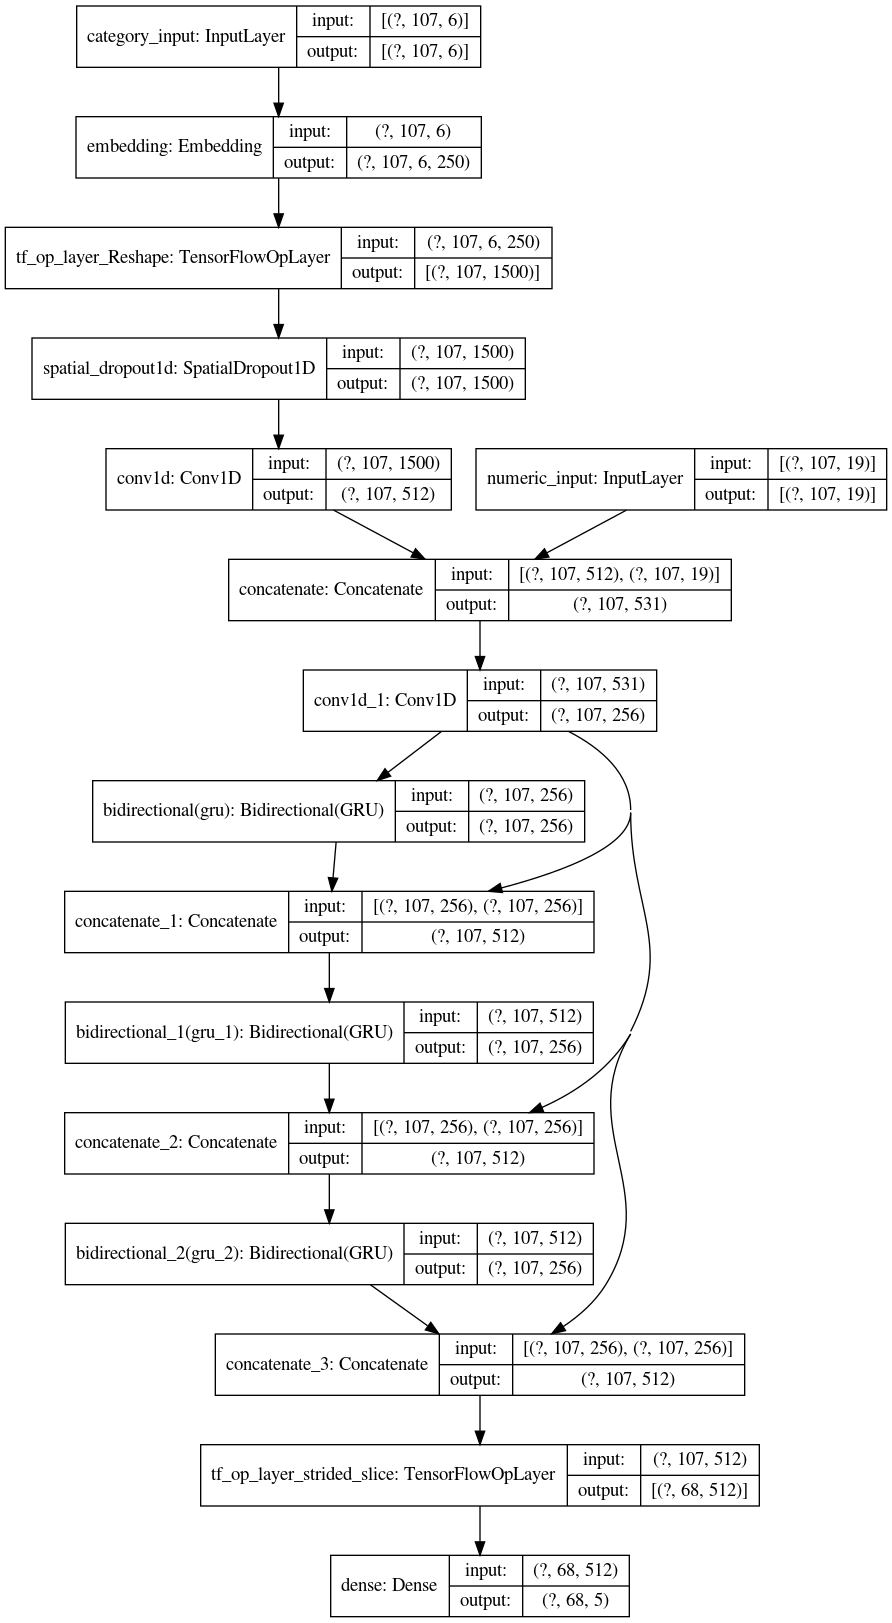 category_input: InputLayer
input: [(?, 107, 6)]
output: [(?, 107, 6)]
embedding: Embedding
input: (?, 107, 6)
output: (?, 107, 6, 250)
tf_op_layer_Reshape: TensorFlowOpLayer
input: (?, 107, 6, 250)
output: [(?, 107, 1500)]
spatial_dropout1d: SpatialDropout1D
input: (?, 107, 1500)
output: (?, 107, 1500)
conv1d: Conv1D
input: (?, 107, 1500)
output: (?, 107, 512)
numeric_input: InputLayer
input: [(?, 107, 19)]
output: [(?, 107, 19)]
concatenate: Concatenate
input: [(?, 107, 512), (?, 107, 19)]
output: (?, 107, 531)
conv1d_1: Conv1D
input: (?, 107, 531)
output: (?, 107, 256)
bidirectional(gru): Bidirectional(GRU)
input: (?, 107, 256)
output: (?, 107, 256)
concatenate_1: Concatenate
input: [(?, 107, 256), (?, 107, 256)]
output: (?, 107, 512)
bidirectional_1(gru_1): Bidirectional(GRU)
input: (?, 107, 512)
output: (?, 107, 256)
concatenate_2: Concatenate
input: [(?, 107, 256), (?, 107, 256)]
output: (?, 107, 512)
bidirectional_2(gru_2): Bidirectional(GRU)
input: (?, 107, 512)
output: (?, 107, 256)
concatenate_3: Concatenate
input: [(?, 107, 256), (?, 107, 256)]
output: (?, 107, 512)
tf_op_layer_strided_slice: TensorFlowOpLayer
input: (?, 107, 512)
output: [(?, 68, 512)]
dense: Dense
input: (?, 68, 512)
output: (?, 68, 5)